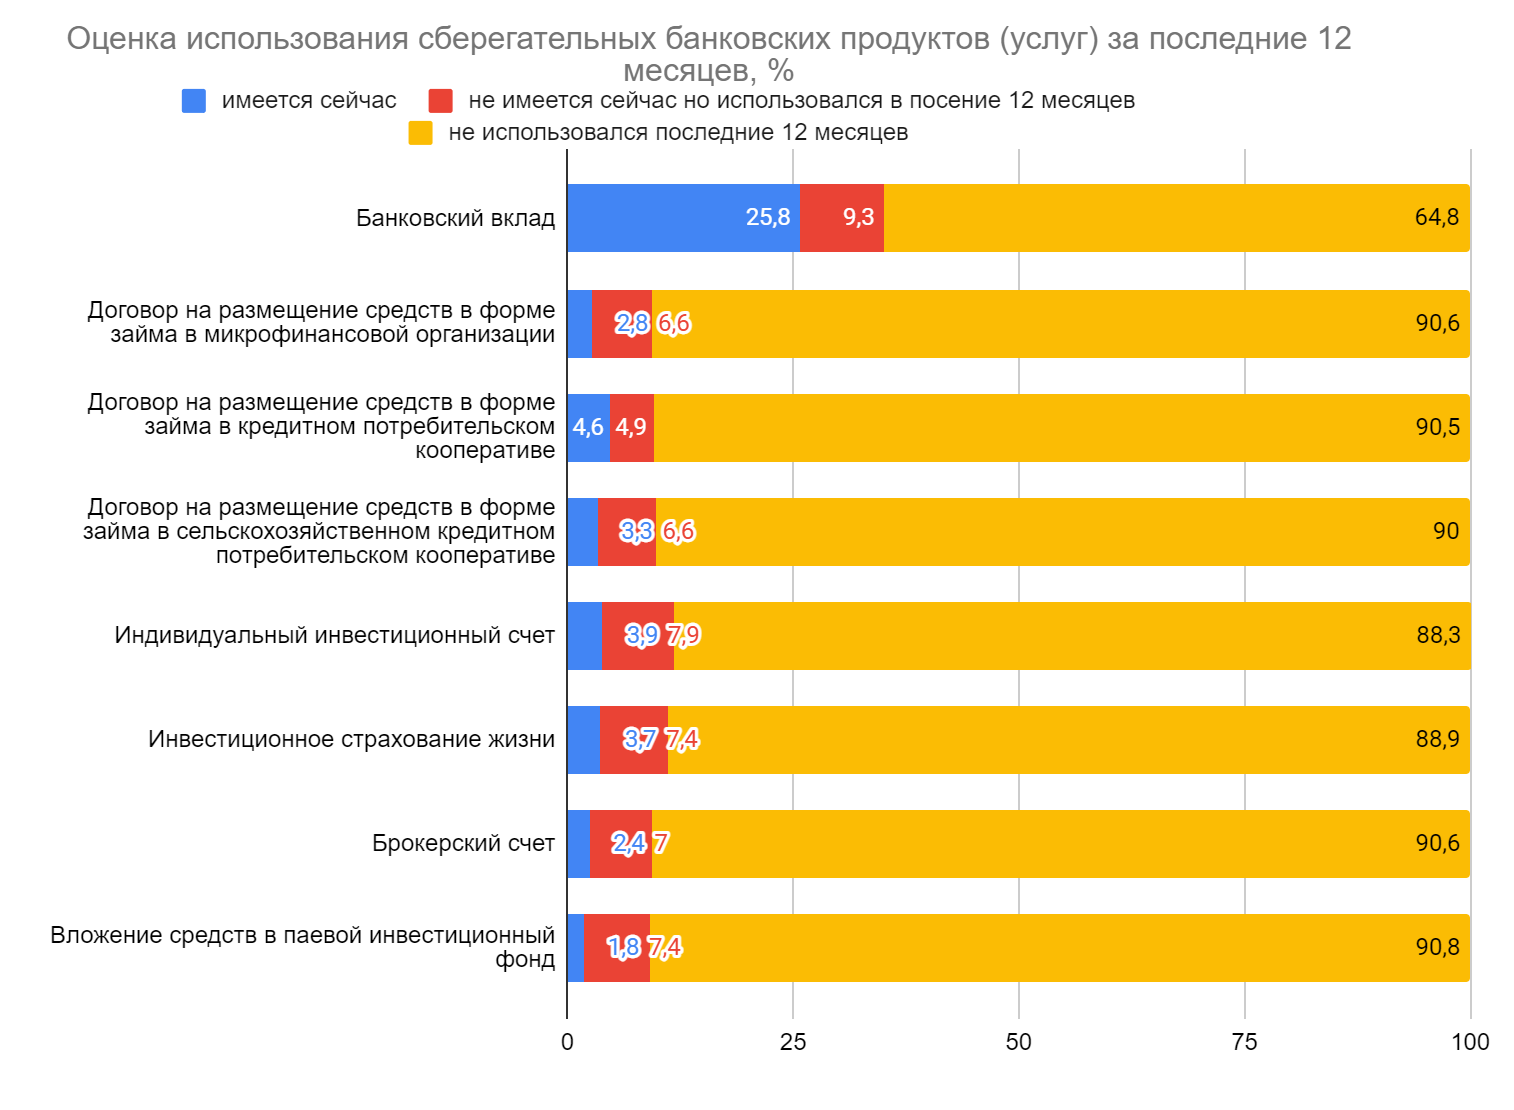 Оценка использования сберегательных банковских продуктов (услуг) за последние 12
месяцев, %
имеется сейчас
не имеется сейчас но использовался в посение 12 месяцев
не использовался последние 12 месяцев
Банковский вклад
25,8
9,3
64,8
Договор на размещение средств в форме
займа в микрофинансовой организации
2,8
6,6
90,6
Договор на размещение средств в форме
займа в кредитном потребительском
кооперативе
4,6
4,9
90,5
Договор на размещение средств в форме
займа в сельскохозяйственном кредитном
потребительском кооперативе
3,3
6,6
90
Индивидуальный инвестиционный счет
3,9
7,9
88,3
Инвестиционное страхование жизни
3,7
7,4
88,9
Брокерский счет
2,4
7
90,6
Вложение средств в паевой инвестиционный
фонд
1,8
7,4
90,8
0
25
50
75
100